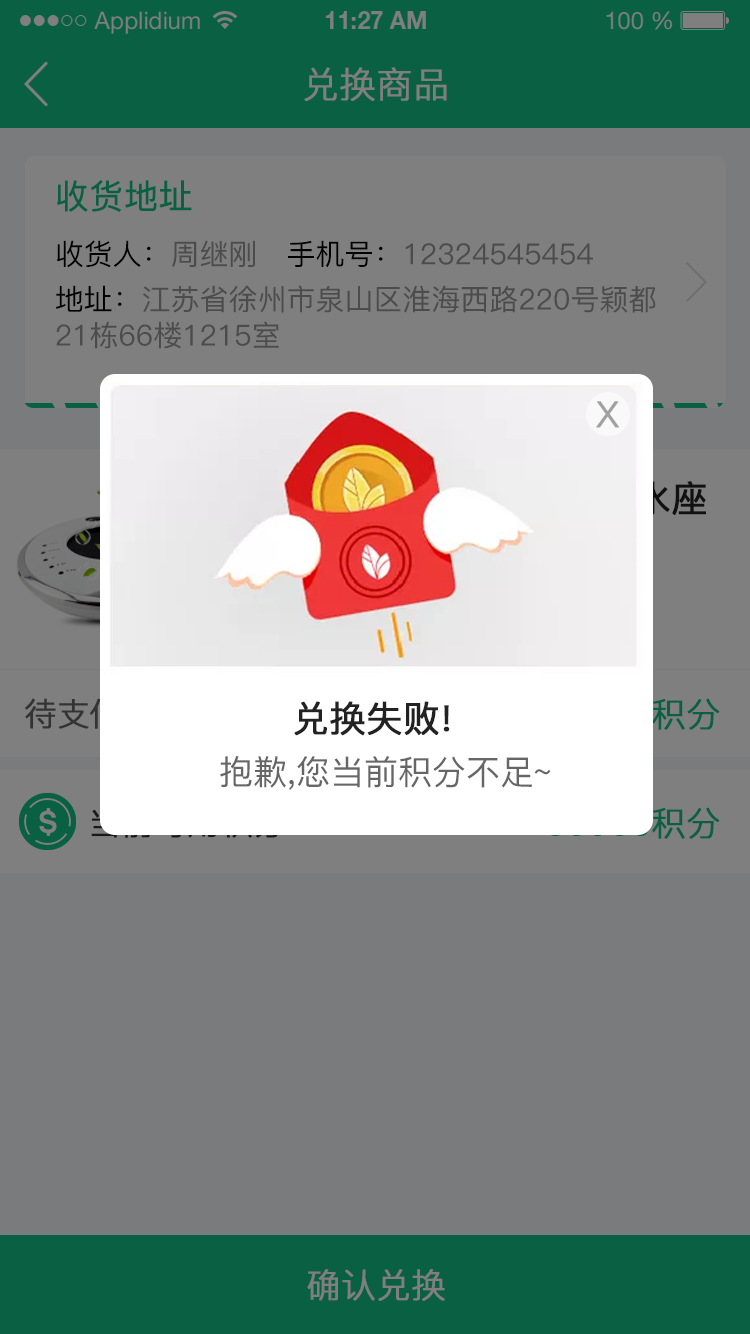 Applidium 11:27 AM 100 %
兑换商品
收货地址
收货人：周继刚 手机号：12324545454
地址：江苏省徐州市泉山区淮海西路220号颖都
21栋66楼1215室
X
水座
兑换失败!
抱歉,您当前积分不足~
待支付
积分
$
积分
确认兑换